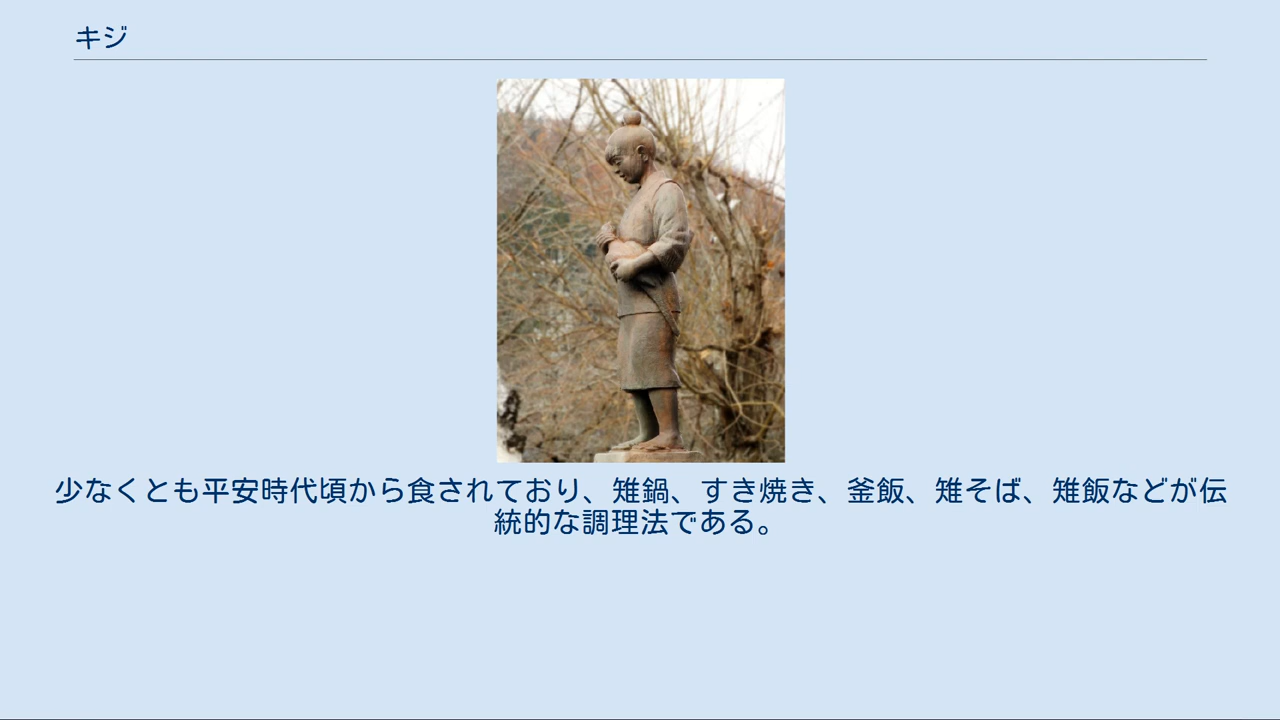 キジ
少なくとも平安時代頃から食されており、雉鍋、すき焼き、釜飯、雉そば、雉飯などが伝
統的な調理法である。